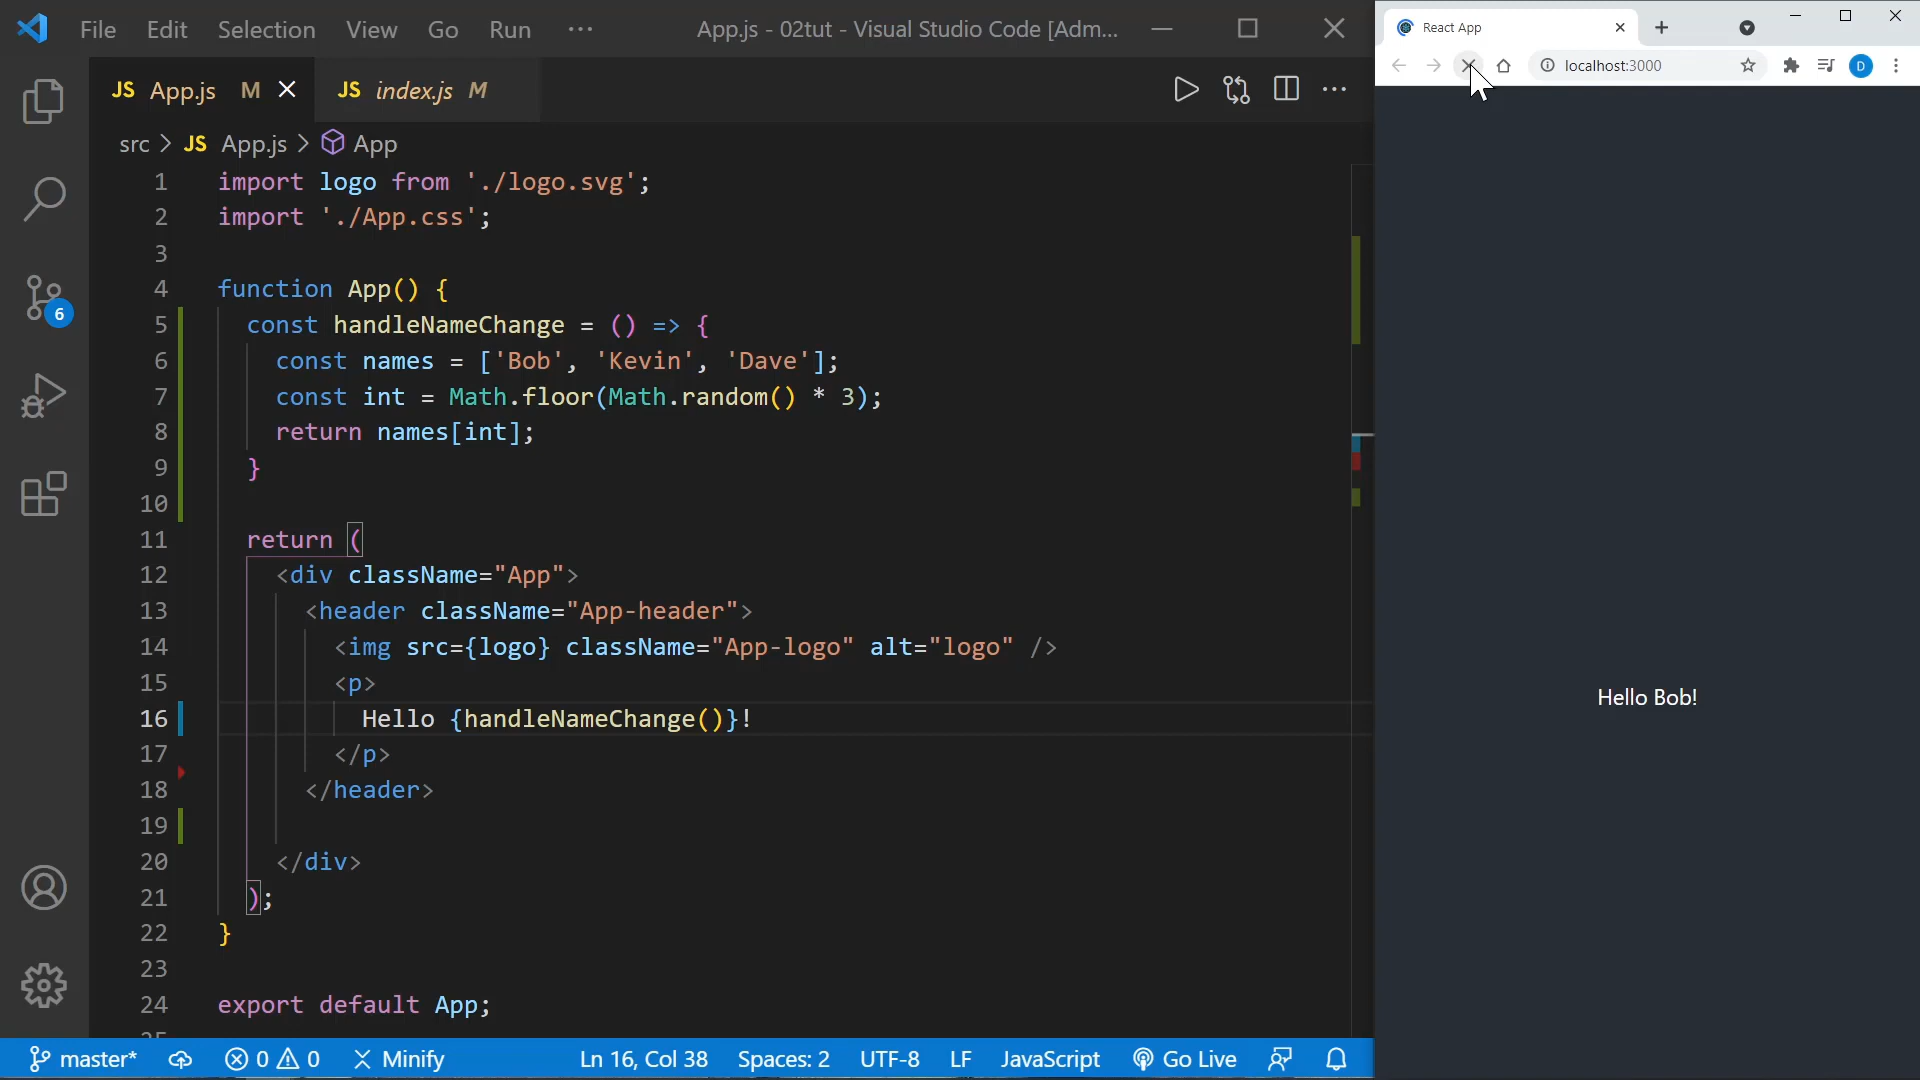 File Edit Selection View Go Run ··· App.js - 02tut - Visual Studio Code [Adm...
JS App.js M JS index.js M
src > JS App.js > App
1 import logo from './logo.svg';
2 import './App.css';
3
4 function App() {
5 const handleNameChange = () => {
6 const names = ['Bob', 'Kevin', 'Dave'];
7 const int = Math.floor(Math.random() * 3);
8 return names[int];
9 }
10
11 return (
12 <div className="App">
13 <header className="App-header">
14 <img src={logo} className="App-logo" alt="logo" />
15 <p>
16 Hello {handleNameChange()}!
17 </p>
18 </header>
19
20 </div>
21 );
22 }
23
24 export default App;
25
6
master* 0 0 Minify Ln 16, Col 38 Spaces: 2 UTF-8 LF JavaScript Go Live
React App
localhost:3000
D
Hello Bob!